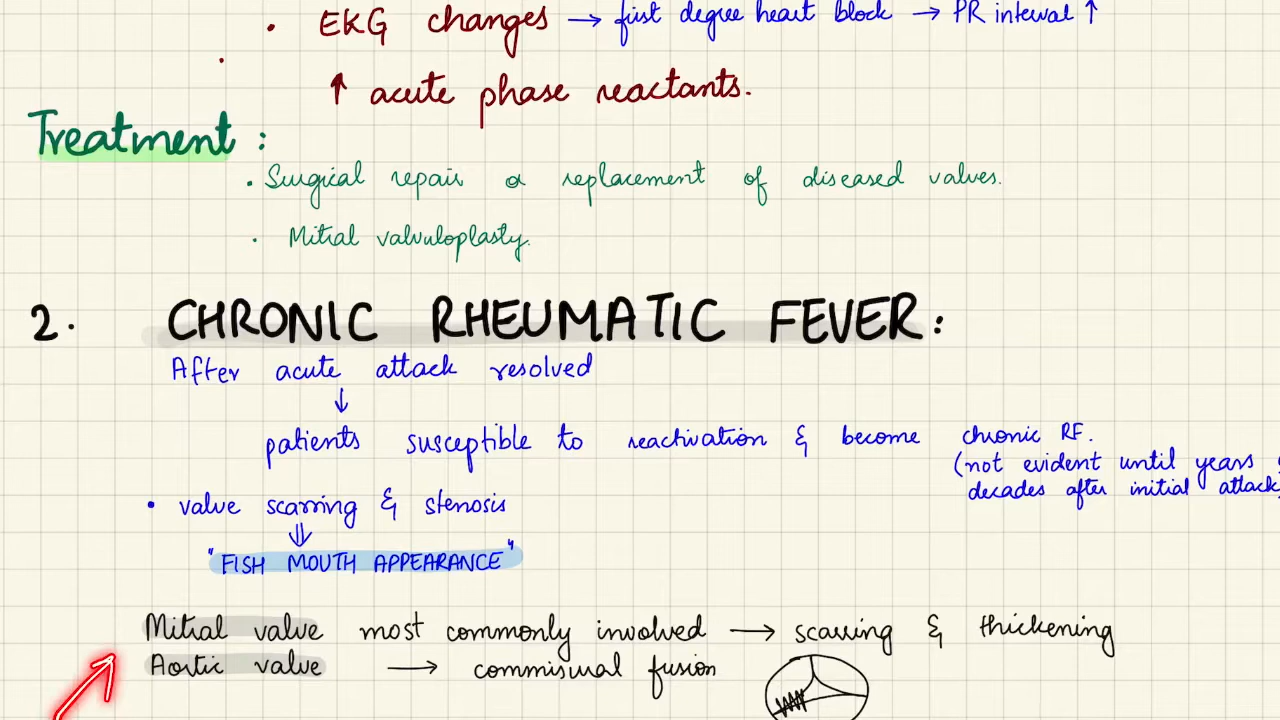 • EKG changes → first degree heart block → PR interval ↑
↑ acute phase reactants.
Treatment :
• Surgical repair or replacement of diseased valves.
• Mitral valvuloplasty.
2. CHRONIC RHEUMATIC FEVER:
After acute attack resolved
↓
patients susceptible to reactivation & become chronic RF.
(not evident until years
decades after initial attack
• valve scarring & stenosis
⇓
"FISH MOUTH APPEARANCE"
Mitral valve most commonly involved → scarring & thickening
Aortic valve → commisural fusion